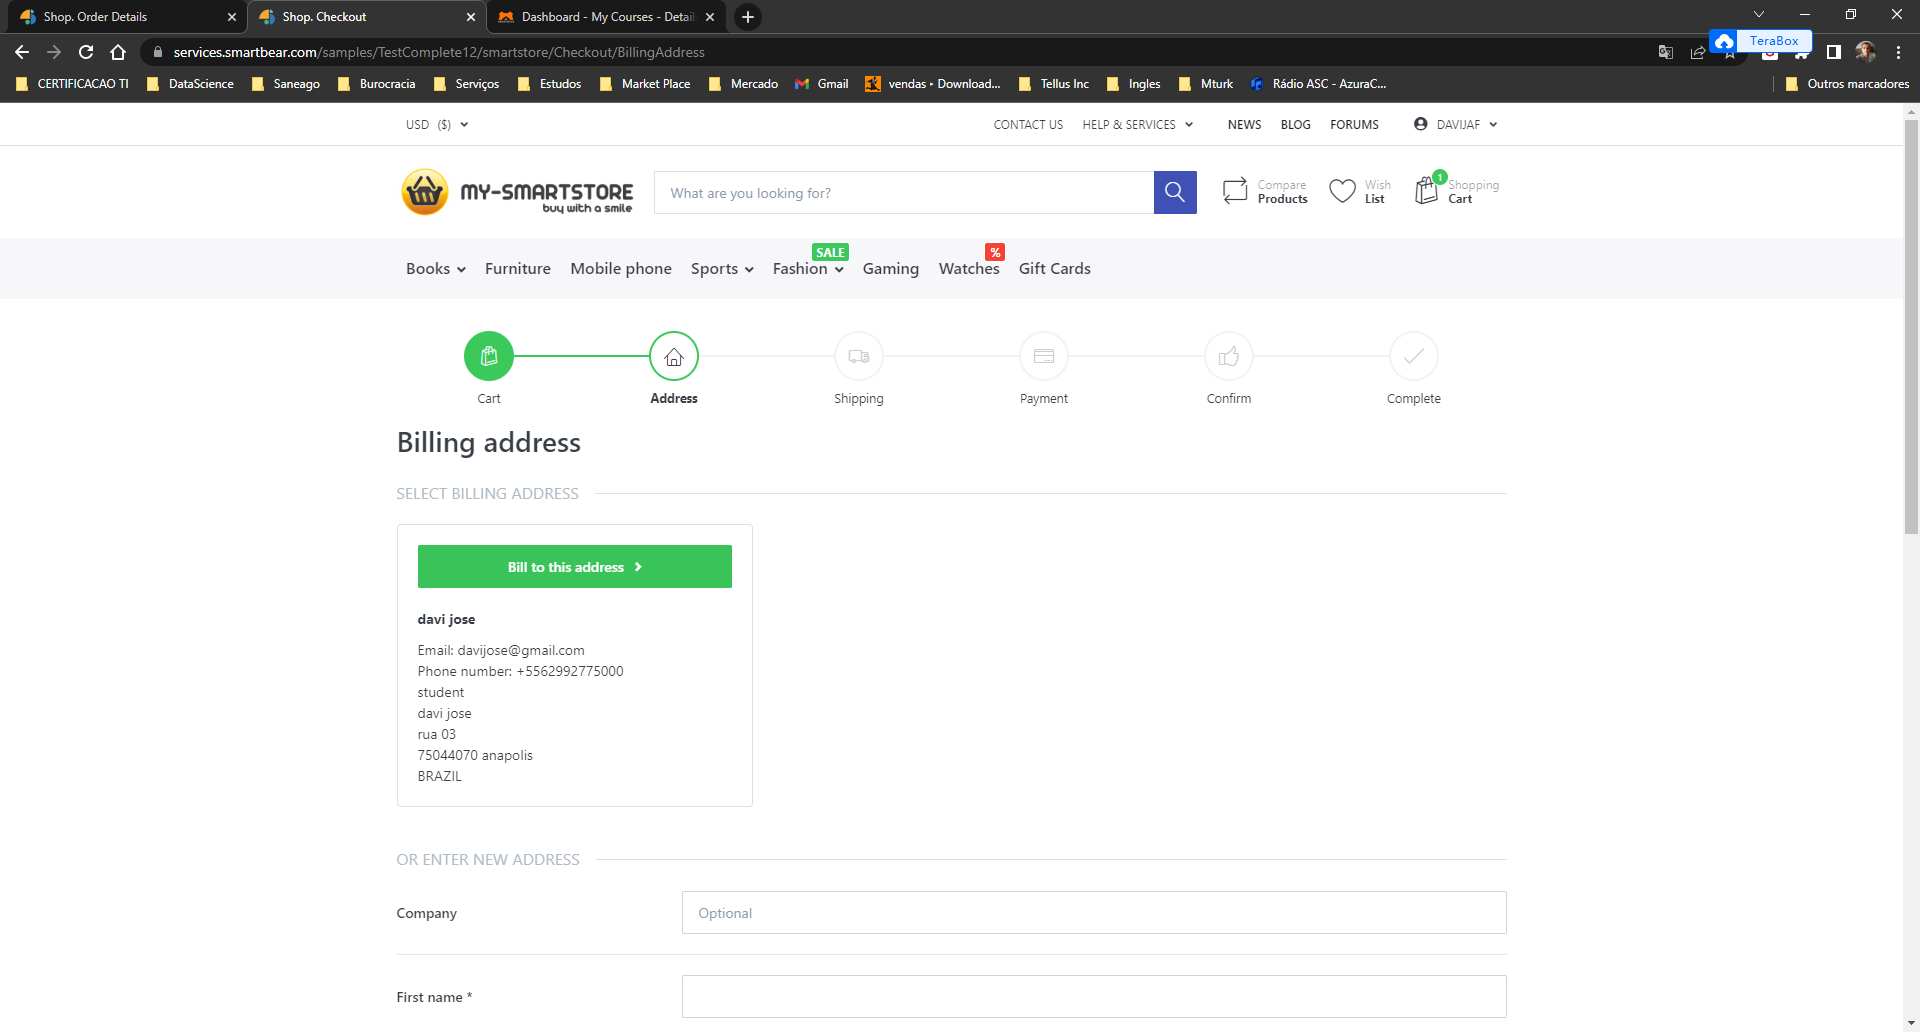 Shop. Order Details
Shop. Checkout
Dashboard - My Courses - Detail
services.smartbear.com/samples/TestComplete12/smartstore/Checkout/BillingAddress
TeraBox
CERTIFICACAO TI
DataScience
Saneago
Burocracia
Serviços
Estudos
Market Place
Mercado
Gmail
vendas ‣ Download...
Tellus Inc
Ingles
Mturk
Rádio ASC - AzuraC...
Outros marcadores
USD ($)
CONTACT US
HELP & SERVICES
NEWS
BLOG
FORUMS
DAVIJAF
MY-SMARTSTORE
buy with a smile
What are you looking for?
Compare
Products
Wish
List
1
Shopping
Cart
Books
Furniture
Mobile phone
Sports
SALE
Fashion
Gaming
%
Watches
Gift Cards
Cart
Address
Shipping
Payment
Confirm
Complete
Billing address
SELECT BILLING ADDRESS
Bill to this address
davi jose
Email: davijose@gmail.com
Phone number: +5562992775000
student
davi jose
rua 03
75044070 anapolis
BRAZIL
OR ENTER NEW ADDRESS
Company
Optional
First name *